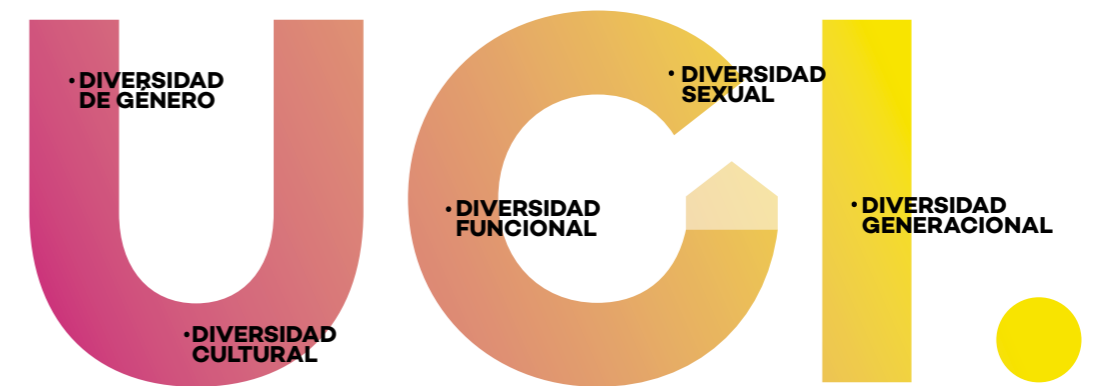 UCI.
• DIVERSIDAD
DE GÉNERO
• DIVERSIDAD
CULTURAL
• DIVERSIDAD
FUNCIONAL
• DIVERSIDAD
SEXUAL
• DIVERSIDAD
GENERACIONAL